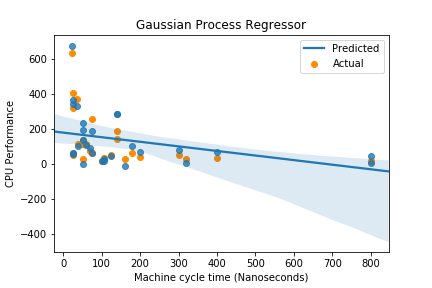 Gaussian Process Regressor
Predicted
Actual
CPU Performance
600
400
200
0
−200
−400
0 100 200 300 400 500 600 700 800
Machine cycle time (Nanoseconds)